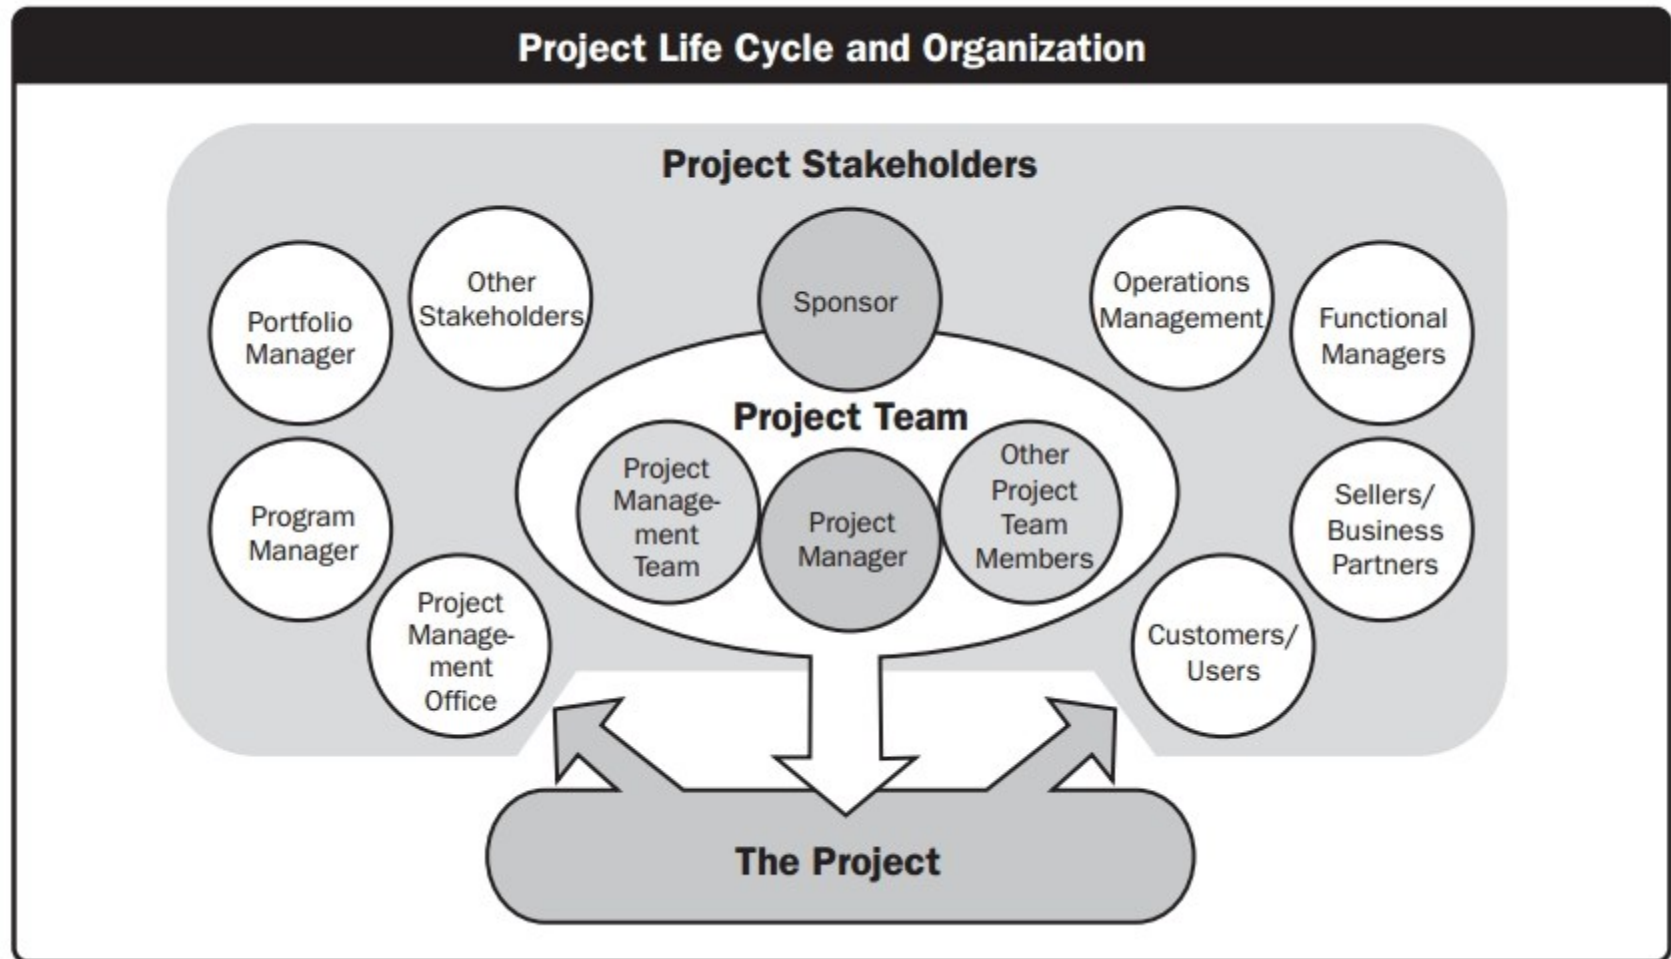 Project Life Cycle and Organization
Project Stakeholders
Portfolio
Manager
Other
Stakeholders
Sponsor
Operations
Management
Functional
Managers
Project Team
Program
Manager
Project
Manage-
ment
Team
Project
Manager
Other
Project
Team
Members
Sellers/
Business
Partners
Project
Manage-
ment
Office
Customers/
Users
The Project